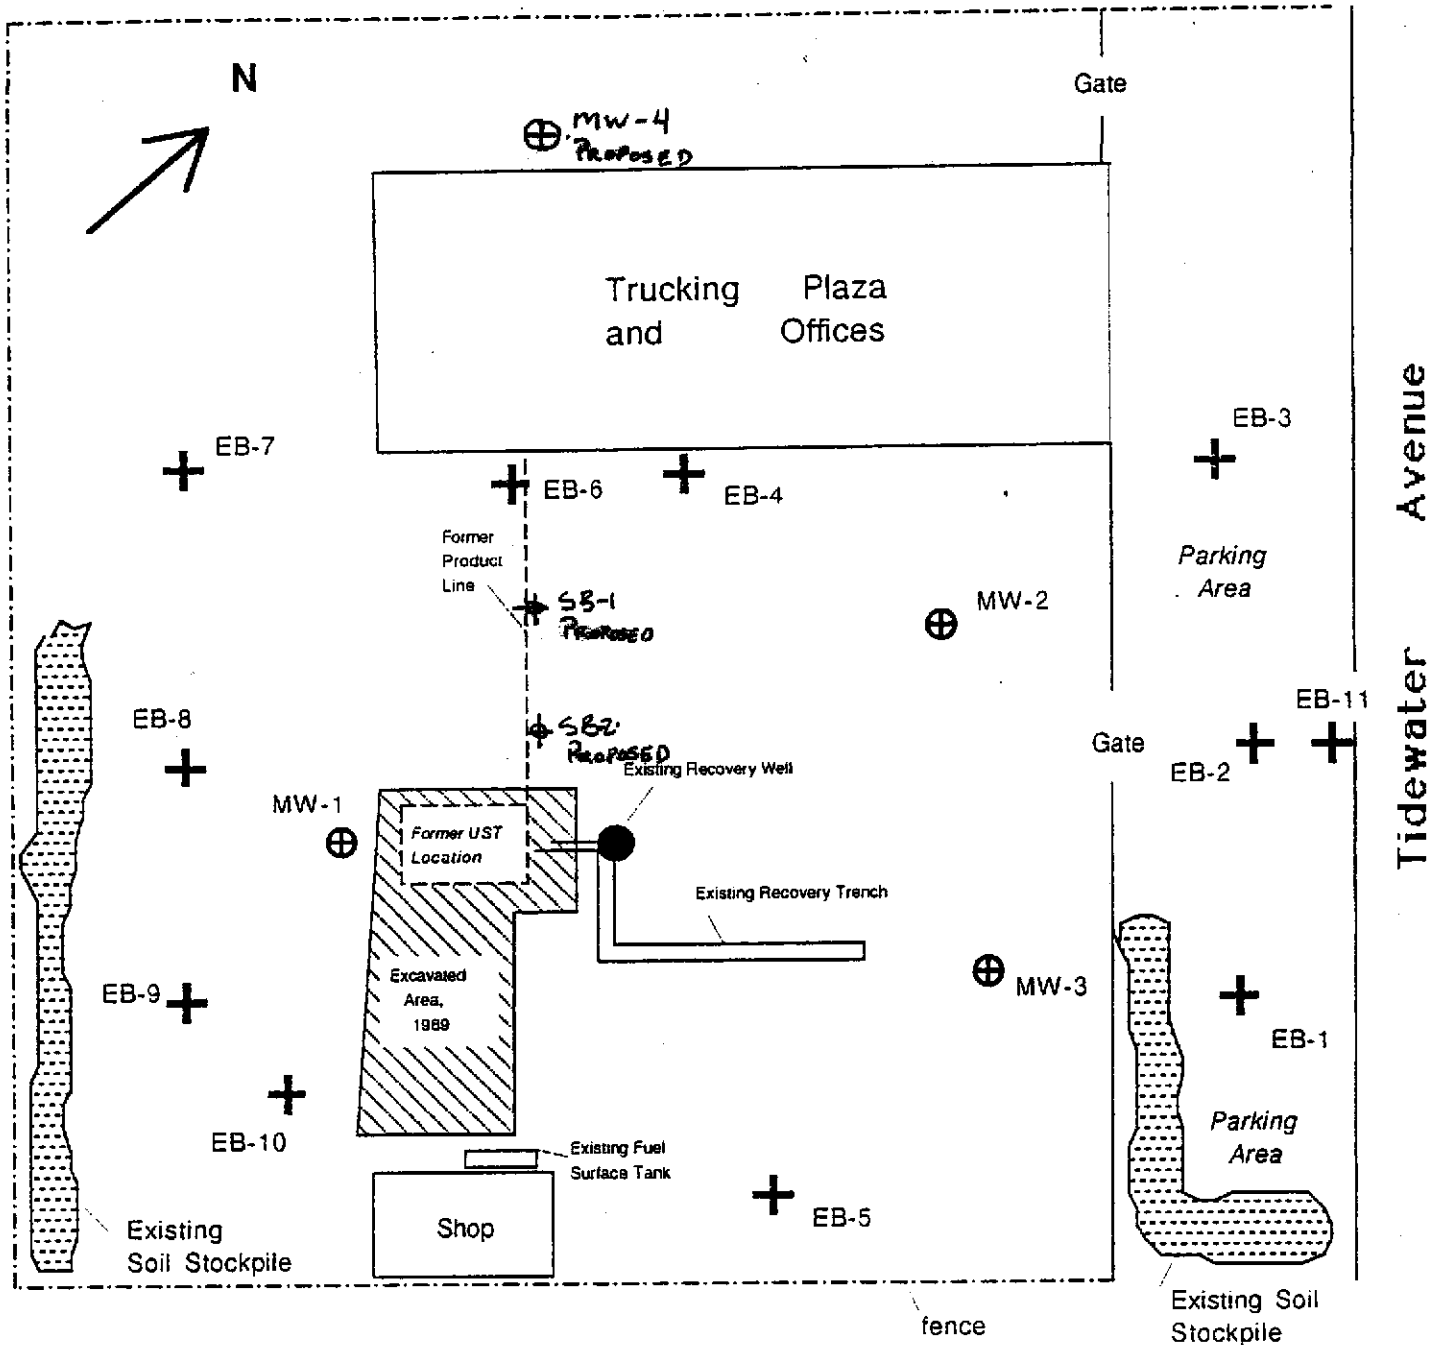 N
Gate
MW-4
PROPOSED
Trucking Plaza
and Offices
EB-7
EB-3
EB-6
EB-4
Former
Product
Line
Parking
Area
SB-1
PROPOSED
MW-2
EB-8
SB2
PROPOSED
EB-11
Gate
EB-2
Existing Recovery Well
MW-1
Former UST
Location
Existing Recovery Trench
Tidewater Avenue
EB-9
Excavated
Area,
1989
MW-3
EB-1
EB-10
Parking
Area
Existing Fuel
Surface Tank
EB-5
Shop
Existing
Soil Stockpile
Existing Soil
Stockpile
fence